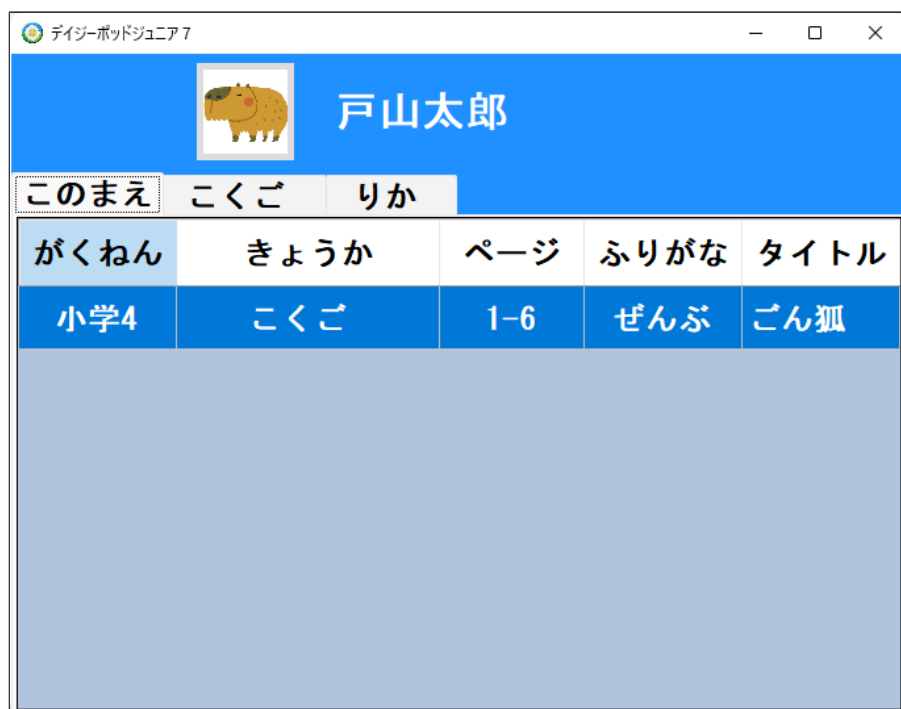 デイジーポッドジュニア7
戸山太郎
このまえ こくご りか
がくねん きょうか ページ ふりがな タイトル
小学4 こくご 1-6 ぜんぶ ごん狐